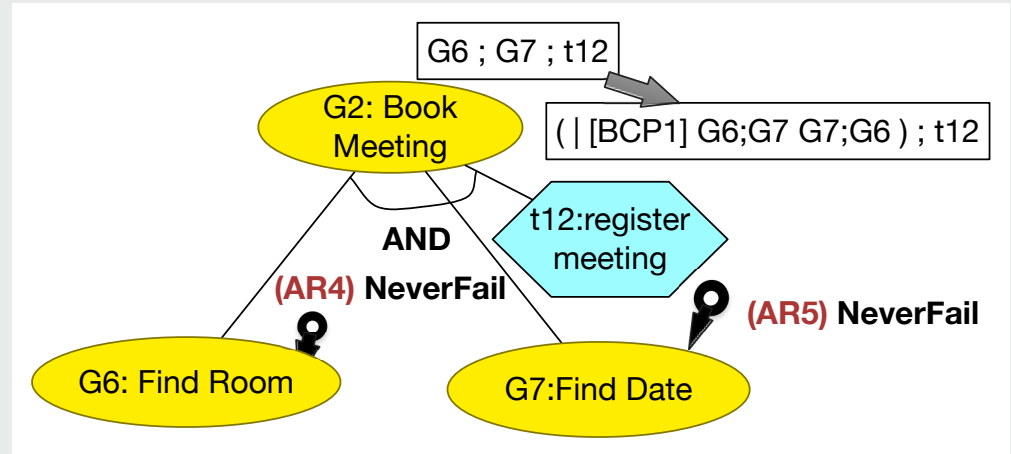 G6 ; G7 ; t12
G2: Book
Meeting
( | [BCP1] G6;G7 G7;G6 ) ; t12
t12:register
meeting
AND
(AR4) NeverFail
(AR5) NeverFail
G6: Find Room
G7:Find Date